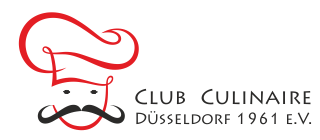 CLUB CULINAIRE
DÜSSELDORF 1961 E.V.